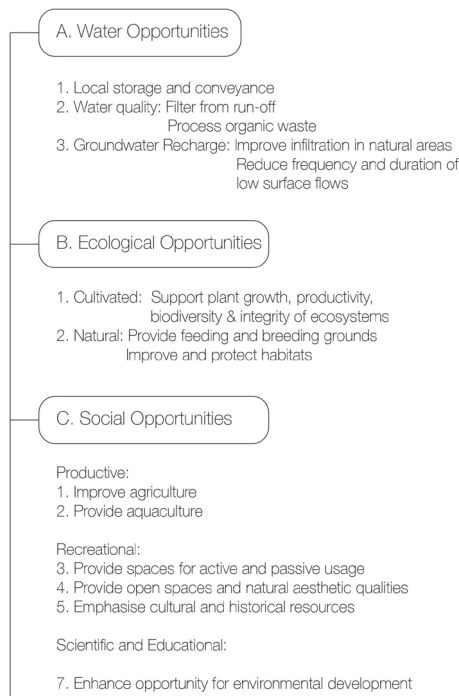 A. Water Opportunities
1. Local storage and conveyance
2. Water quality: Filter from run-off
Process organic waste
3. Groundwater Recharge: Improve infiltration in natural areas
Reduce frequency and duration of
low surface flows
B. Ecological Opportunities
1. Cultivated: Support plant growth, productivity,
biodiversity & integrity of ecosystems
2. Natural: Provide feeding and breeding grounds
Improve and protect habitats
C. Social Opportunities
Productive:
1. Improve agriculture
2. Provide aquaculture
Recreational:
3. Provide spaces for active and passive usage
4. Provide open spaces and natural aesthetic qualities
5. Emphasise cultural and historical resources
Scientific and Educational:
7. Enhance opportunity for environmental development